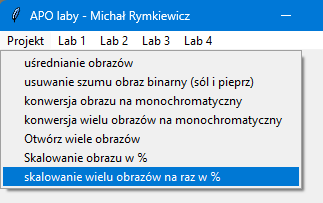 APO laby - Michał Rymkiewicz
Projekt Lab 1 Lab 2 Lab 3 Lab 4
uśrednianie obrazów
usuwanie szumu obraz binarny (sól i pieprz)
konwersja obrazu na monochromatyczny
konwersja wielu obrazów na monochromatyczny
Otwórz wiele obrazów
Skalowanie obrazu w %
skalowanie wielu obrazów na raz w %